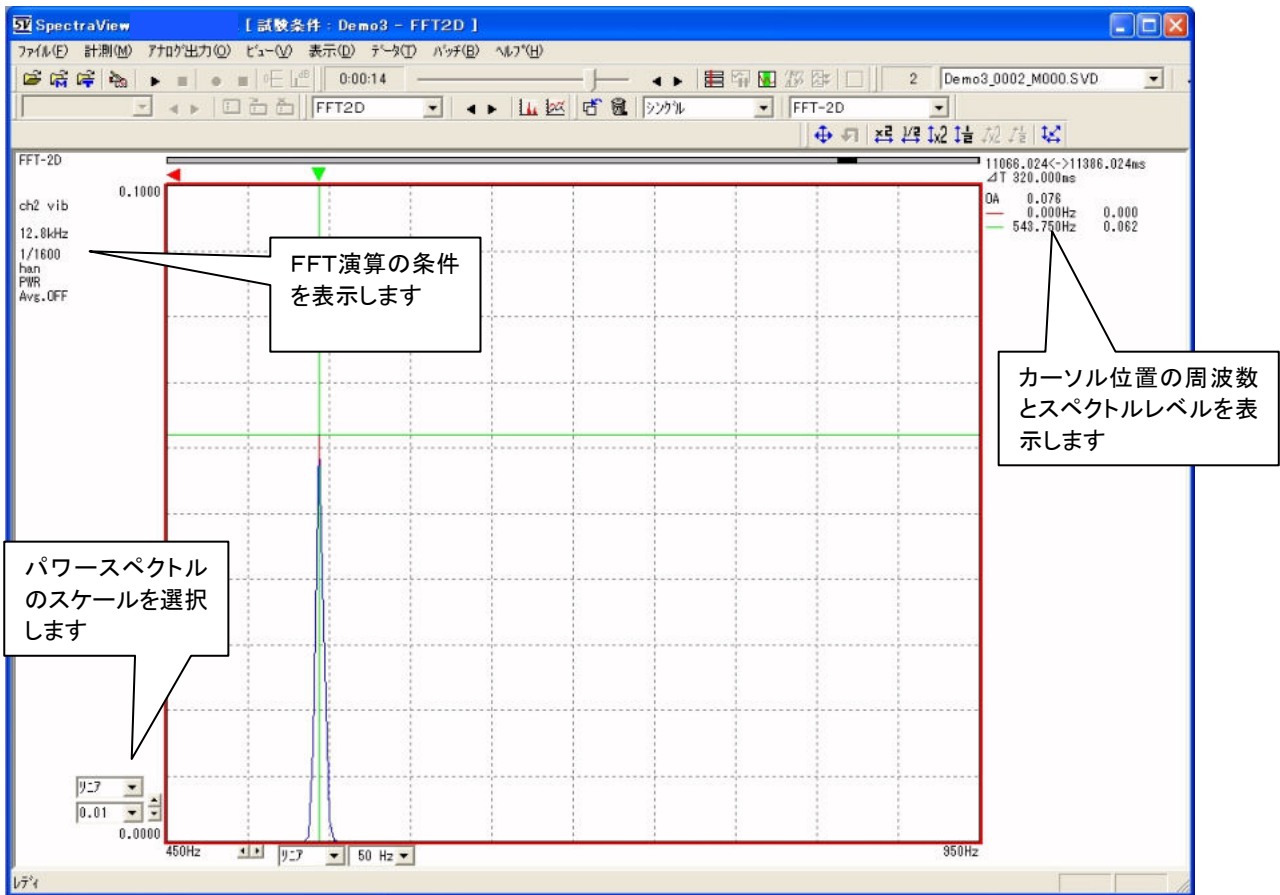 SpectraView [ 試験条件 : Demo3 - FFT2D ]
ファイル(F) 計測(M) アナログ出力(O) ビュー(V) 表示(D) データ(T) バッチ(B) ヘルプ(H)
0:00:14 2 Demo3_0002_M000.SVD
FFT2D シングル FFT-2D
FFT-2D
11066.024<->11386.024ms
⊿T 320.000ms
OA 0.076
0.000Hz 0.000
543.750Hz 0.062
0.1000
ch2 vib
12.8kHz
1/1600
han
PWR
Avg.OFF
FFT演算の条件
を表示します
カーソル位置の周波数
とスペクトルレベルを表
示します
パワースペクトル
のスケールを選択
します
リニア
0.01
0.0000
450Hz リニア 50 Hz 950Hz
レディ